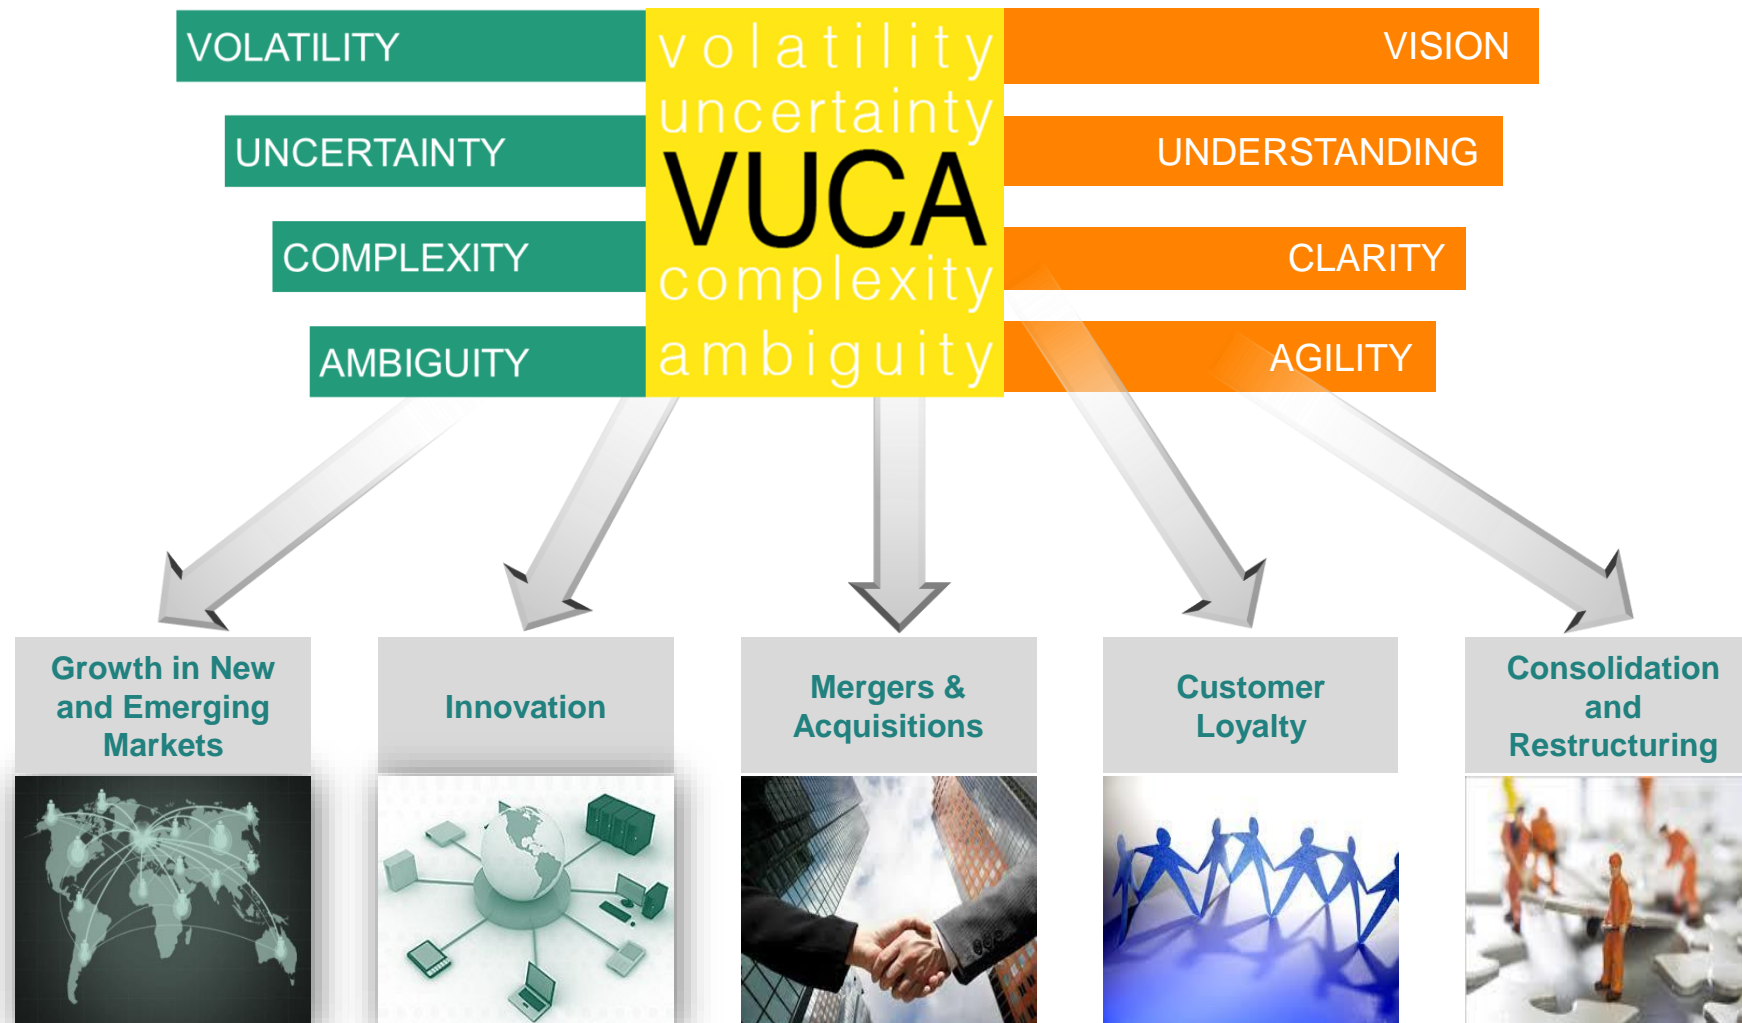 VOLATILITY
UNCERTAINTY
COMPLEXITY
AMBIGUITY
volatility
uncertainty
VUCA
complexity
ambiguity
VISION
UNDERSTANDING
CLARITY
AGILITY
Growth in New
and Emerging
Markets
Innovation
Mergers &
Acquisitions
Customer
Loyalty
Consolidation
and
Restructuring